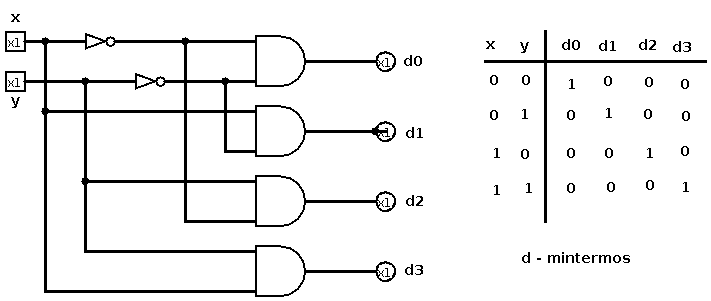 x
x1
x1
y
x1 d0
x1 d1
x1 d2
x1 d3
x y d0 d1 d2 d3
0 0 1 0 0 0
0 1 0 1 0 0
1 0 0 0 1 0
1 1 0 0 0 1
d - mintermos